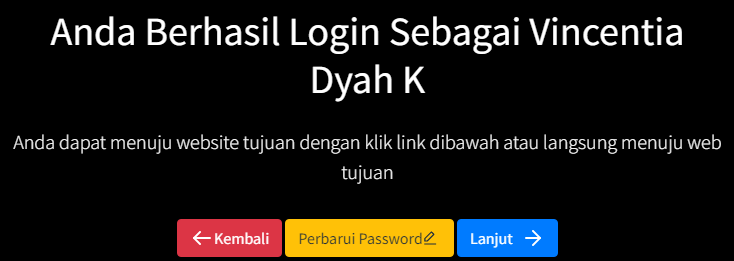 Anda Berhasil Login Sebagai Vincentia
Dyah K
Anda dapat menuju website tujuan dengan klik link dibawah atau langsung menuju web
tujuan
Kembali Perbarui Password Lanjut